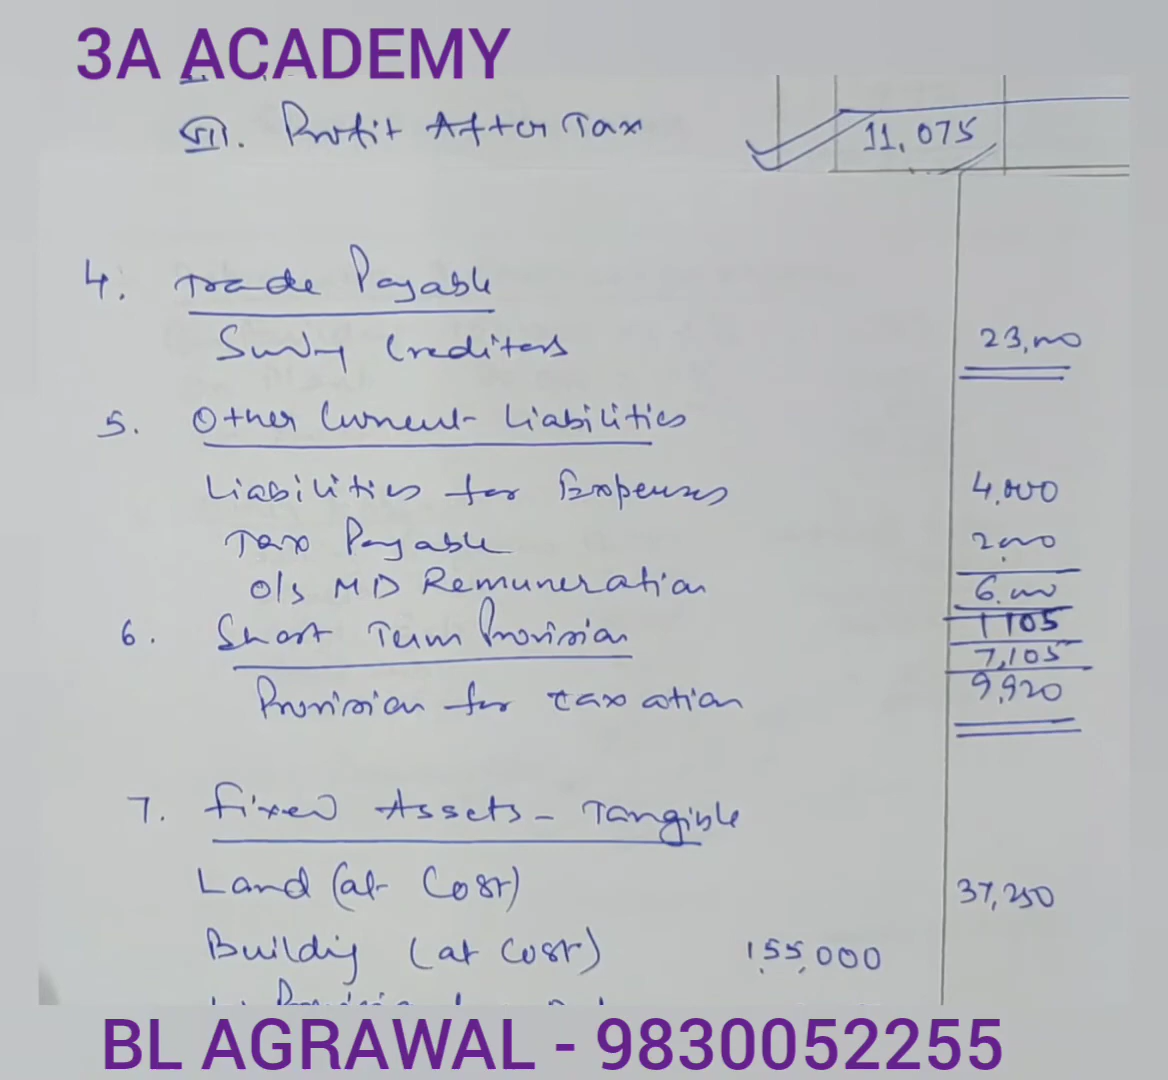 3A ACADEMY
VII. Profit After Tax 11,075
4. Trade Payable
Sundry Creditors 23,000
5. Other Current Liabilities
Liabilities for Expenses 4,000
Tax Payable 2,000
O/s MD Remuneration 6,000
1105
6. Short Term Provision 7,105
Provision for taxation 9,920
7. Fixed Assets - Tangible
Land (at Cost) 37,250
Building (at Cost) 1,55,000
BL AGRAWAL - 9830052255